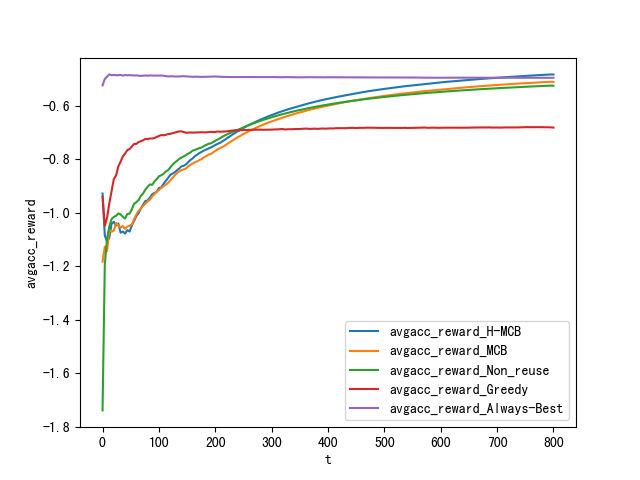 avgacc_reward
−0.6
−0.8
−1.0
−1.2
−1.4
−1.6
−1.8
0 100 200 300 400 500 600 700 800
t
avgacc_reward_H-MCB
avgacc_reward_MCB
avgacc_reward_Non_reuse
avgacc_reward_Greedy
avgacc_reward_Always-Best